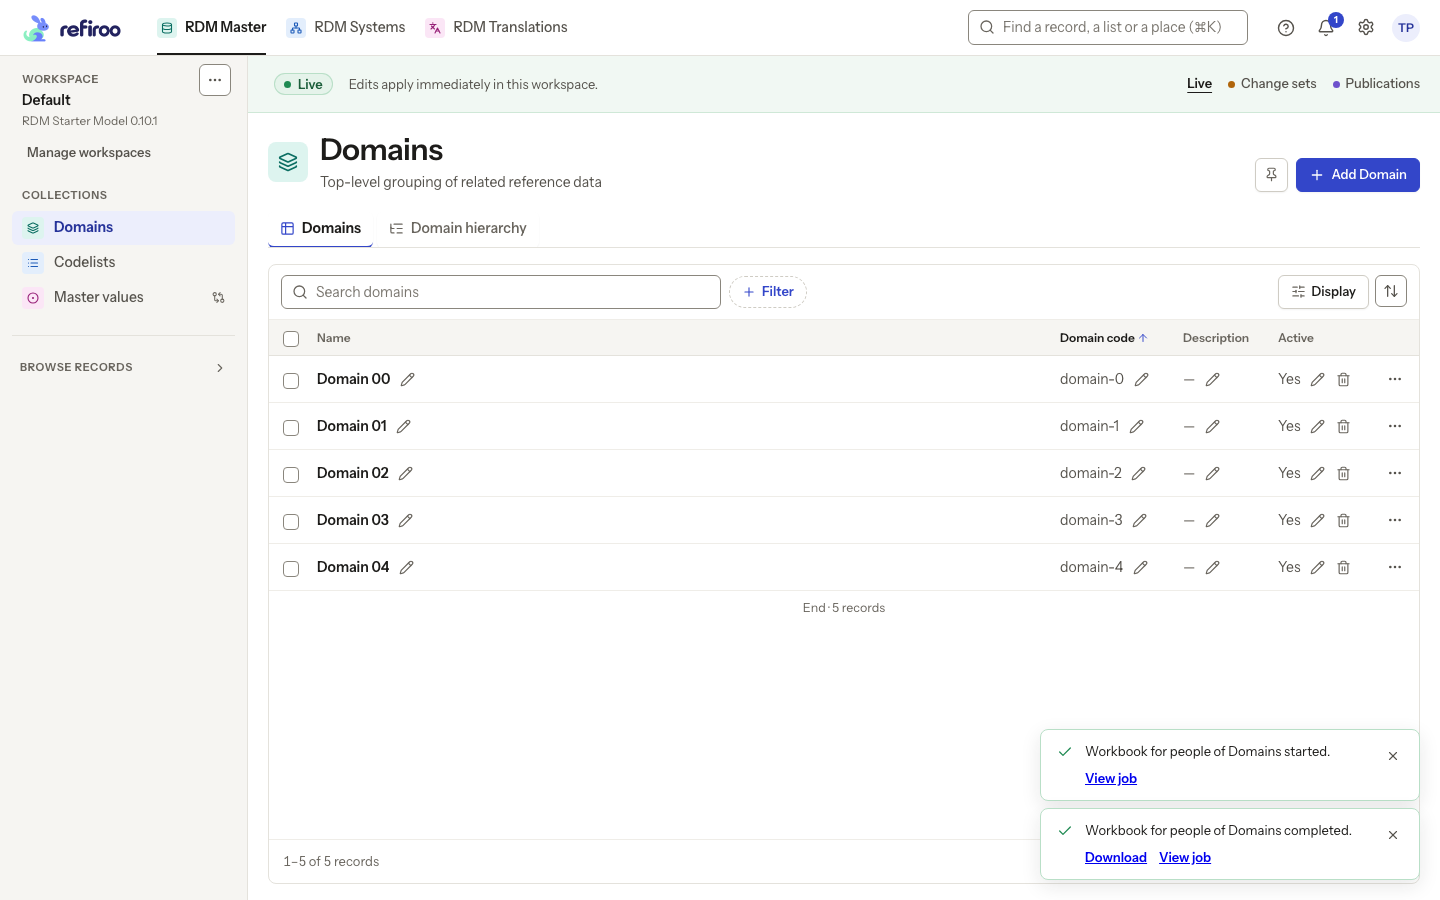 refiroo
RDM Master
RDM Systems
RDM Translations
Find a record, a list or a place (⌘K)
1
TP
WORKSPACE
Default
RDM Starter Model 0.10.1
Manage workspaces
COLLECTIONS
Domains
Codelists
Master values
BROWSE RECORDS
Live
Edits apply immediately in this workspace.
Live
Change sets
Publications
Domains
Top-level grouping of related reference data
Add Domain
Domains
Domain hierarchy
Search domains
Filter
Display
Name Domain code Description Active
Domain 00 domain-0 — Yes
Domain 01 domain-1 — Yes
Domain 02 domain-2 — Yes
Domain 03 domain-3 — Yes
Domain 04 domain-4 — Yes
End · 5 records
Workbook for people of Domains started.
View job
Workbook for people of Domains completed.
Download View job
1–5 of 5 records